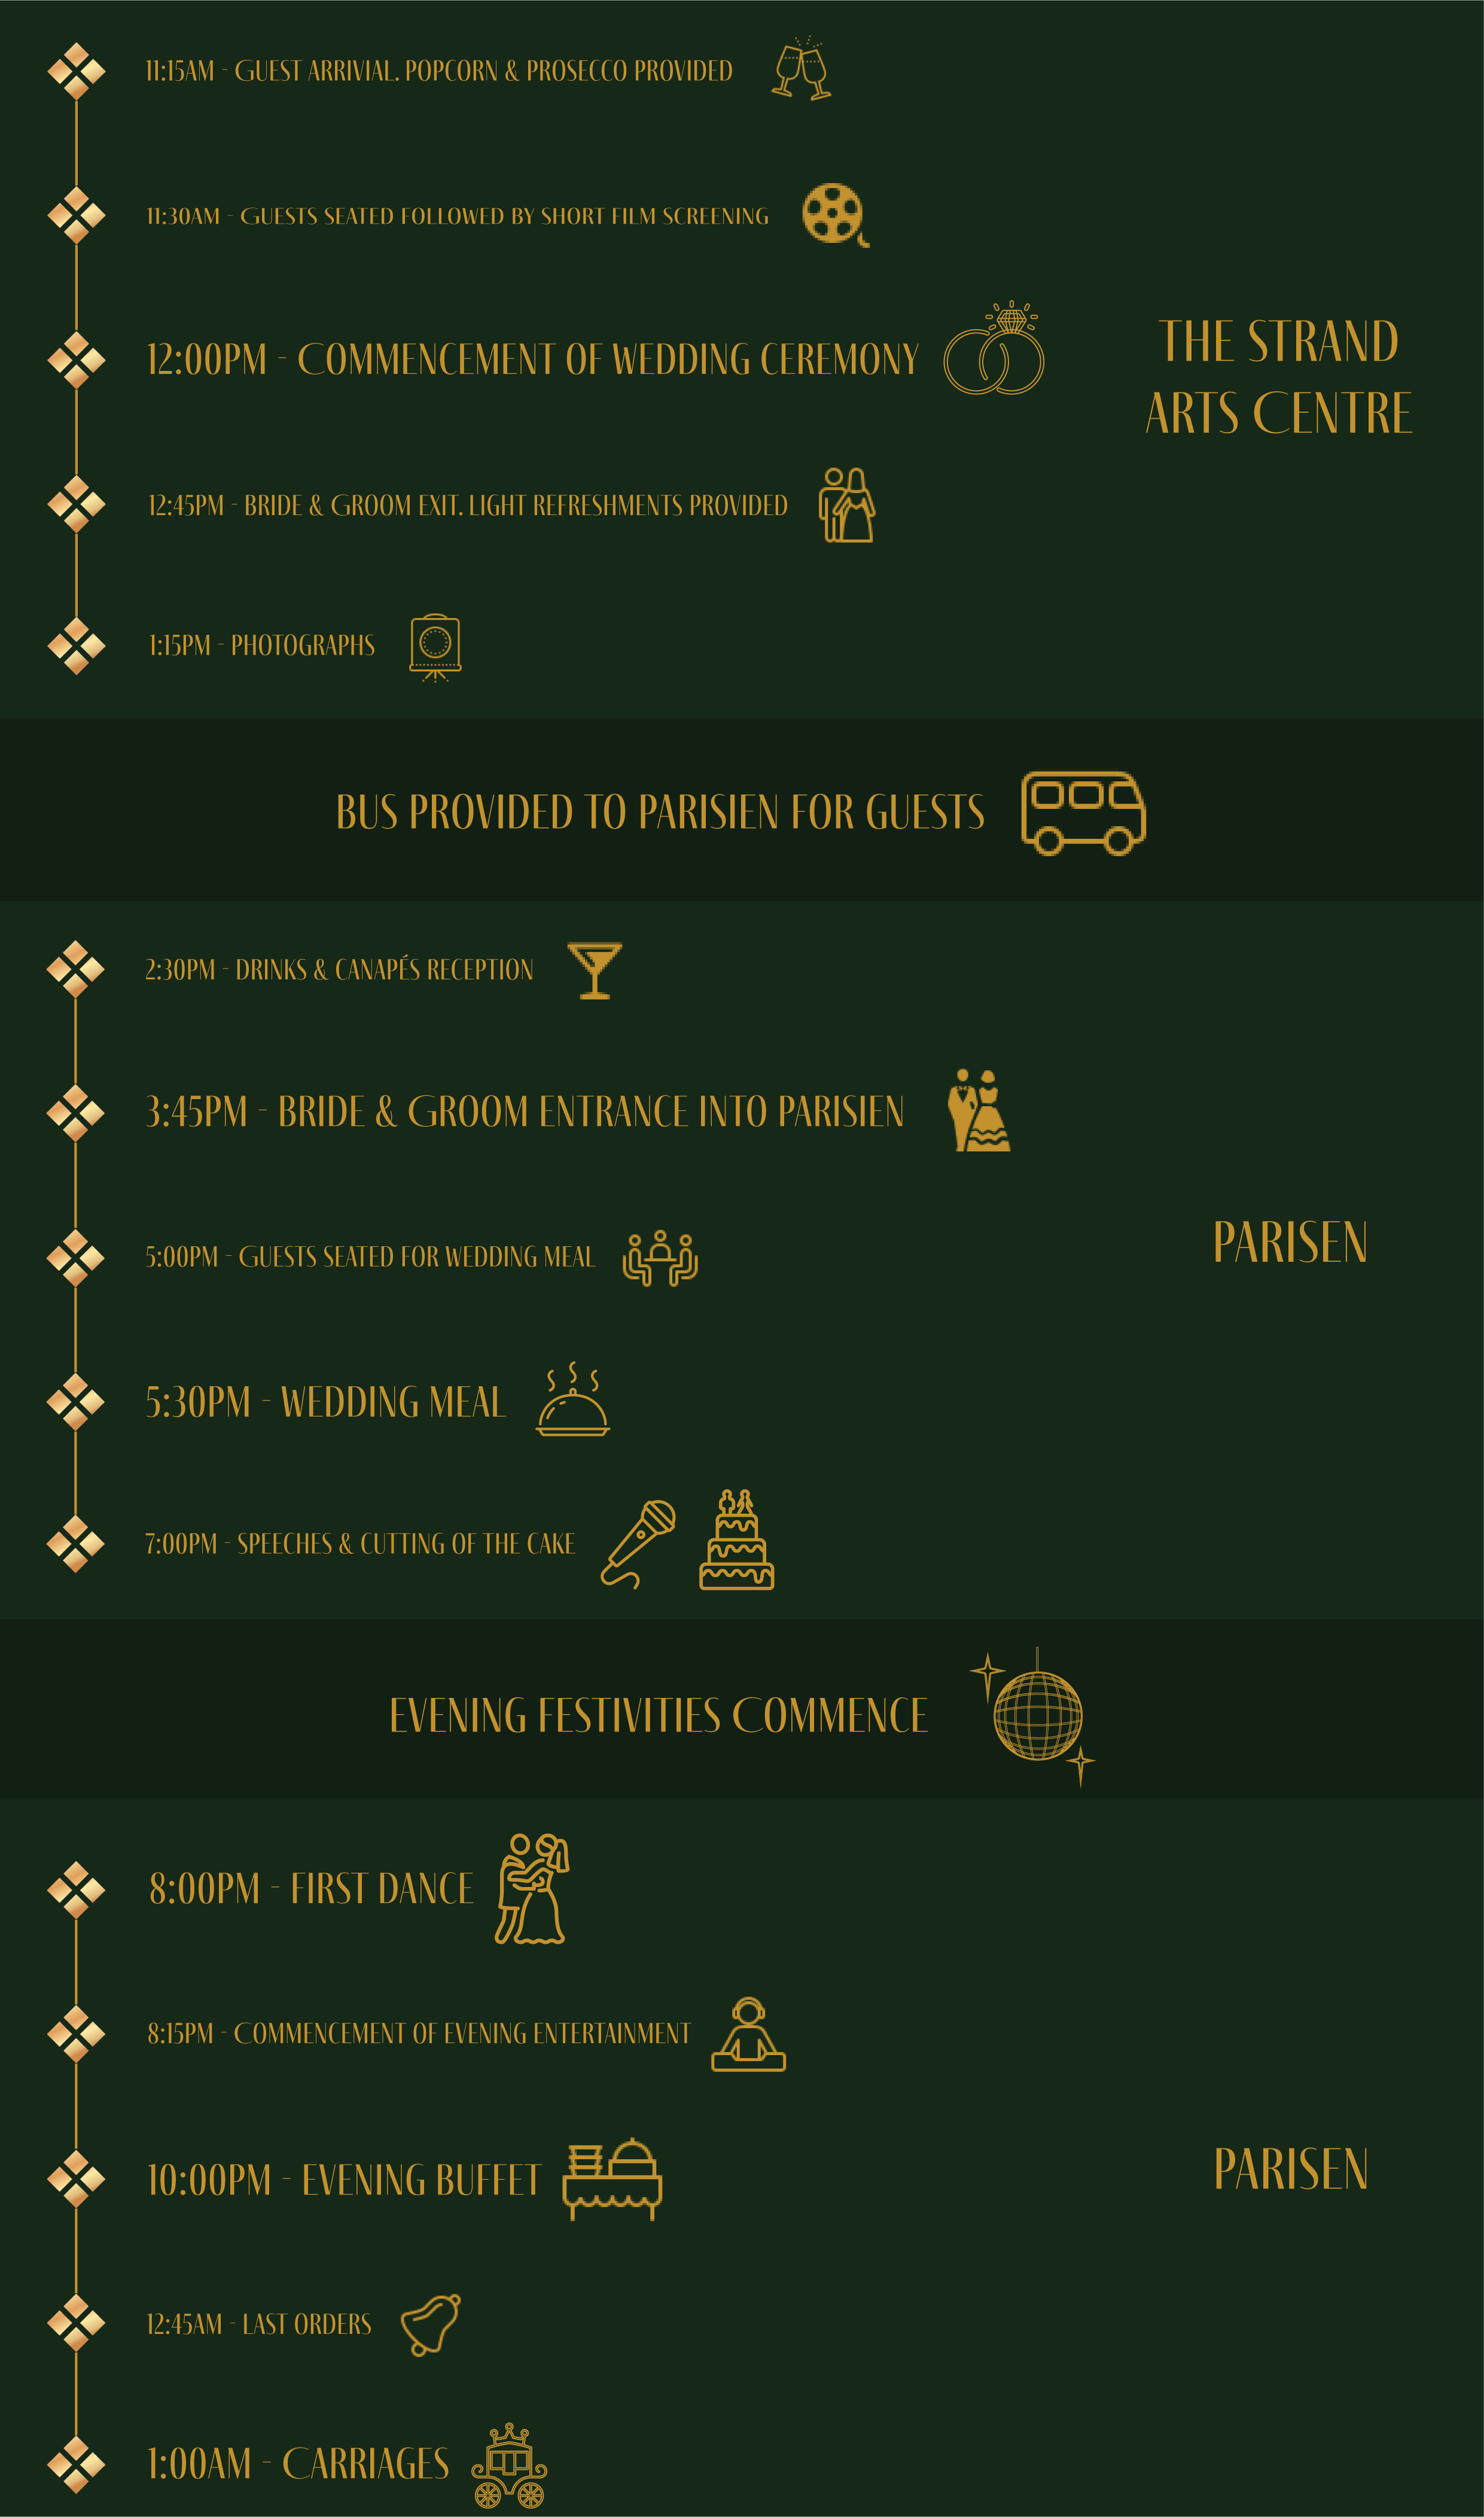 11:15AM - GUEST ARRIVIAL. POPCORN & PROSECCO PROVIDED
11:30AM - GUESTS SEATED FOLLOWED BY SHORT FILM SCREENING
12:00PM - COMMENCEMENT OF WEDDING CEREMONY
THE STRAND
ARTS CENTRE
12:45PM - BRIDE & GROOM EXIT. LIGHT REFRESHMENTS PROVIDED
1:15PM - PHOTOGRAPHS
BUS PROVIDED TO PARISIEN FOR GUESTS
2:30PM - DRINKS & CANAPÉS RECEPTION
3:45PM - BRIDE & GROOM ENTRANCE INTO PARISIEN
5:00PM - GUESTS SEATED FOR WEDDING MEAL
PARISEN
5:30PM - WEDDING MEAL
7:00PM - SPEECHES & CUTTING OF THE CAKE
EVENING FESTIVITIES COMMENCE
8:00PM - FIRST DANCE
8:15PM - COMMENCEMENT OF EVENING ENTERTAINMENT
10:00PM - EVENING BUFFET
PARISEN
12:45AM - LAST ORDERS
1:00AM - CARRIAGES